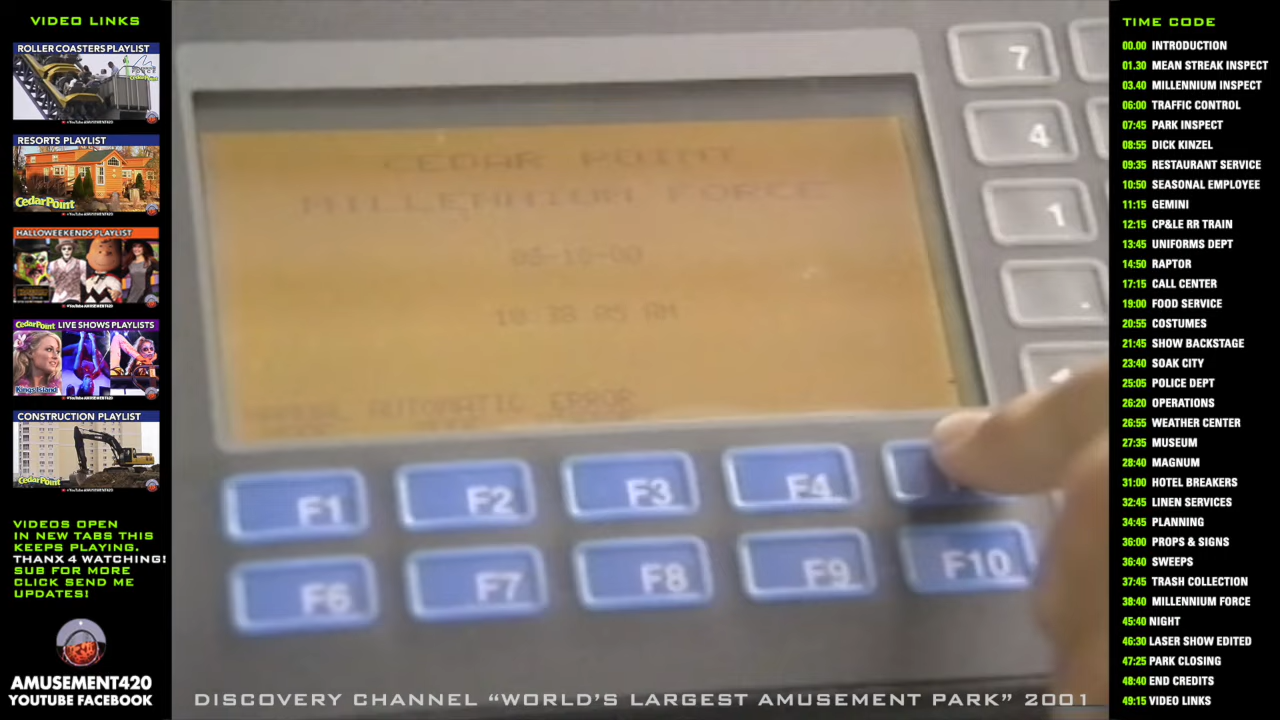 VIDEO LINKS
ROLLER COASTERS PLAYLIST
RESORTS PLAYLIST
CedarPoint
HALLOWEEKENDS PLAYLIST
CedarPoint LIVE SHOWS PLAYLISTS
KingsIsland
CONSTRUCTION PLAYLIST
CedarPoint
VIDEOS OPEN
IN NEW TABS THIS
KEEPS PLAYING.
THANX 4 WATCHING!
SUB FOR MORE
CLICK SEND ME
UPDATES!
AMUSEMENT420
YOUTUBE FACEBOOK
CEDAR POINT
MILLENNIUM FORCE
AUTOMATIC ERROR
7
4
1
.
F1 F2 F3 F4
F6 F7 F8 F9 F10
DISCOVERY CHANNEL “WORLD’S LARGEST AMUSEMENT PARK” 2001
TIME CODE
00.00 INTRODUCTION
01.30 MEAN STREAK INSPECT
03.40 MILLENNIUM INSPECT
06:00 TRAFFIC CONTROL
07:45 PARK INSPECT
08:55 DICK KINZEL
09:35 RESTAURANT SERVICE
10:50 SEASONAL EMPLOYEE
11:15 GEMINI
12:15 CP&LE RR TRAIN
13:45 UNIFORMS DEPT
14:50 RAPTOR
17:15 CALL CENTER
19:00 FOOD SERVICE
20:55 COSTUMES
21:45 SHOW BACKSTAGE
23:40 SOAK CITY
25:05 POLICE DEPT
26:20 OPERATIONS
26:55 WEATHER CENTER
27:35 MUSEUM
28:40 MAGNUM
31:00 HOTEL BREAKERS
32:45 LINEN SERVICES
34:45 PLANNING
36:00 PROPS & SIGNS
36:40 SWEEPS
37:45 TRASH COLLECTION
38:40 MILLENNIUM FORCE
45:40 NIGHT
46:30 LASER SHOW EDITED
47:25 PARK CLOSING
48:40 END CREDITS
49:15 VIDEO LINKS